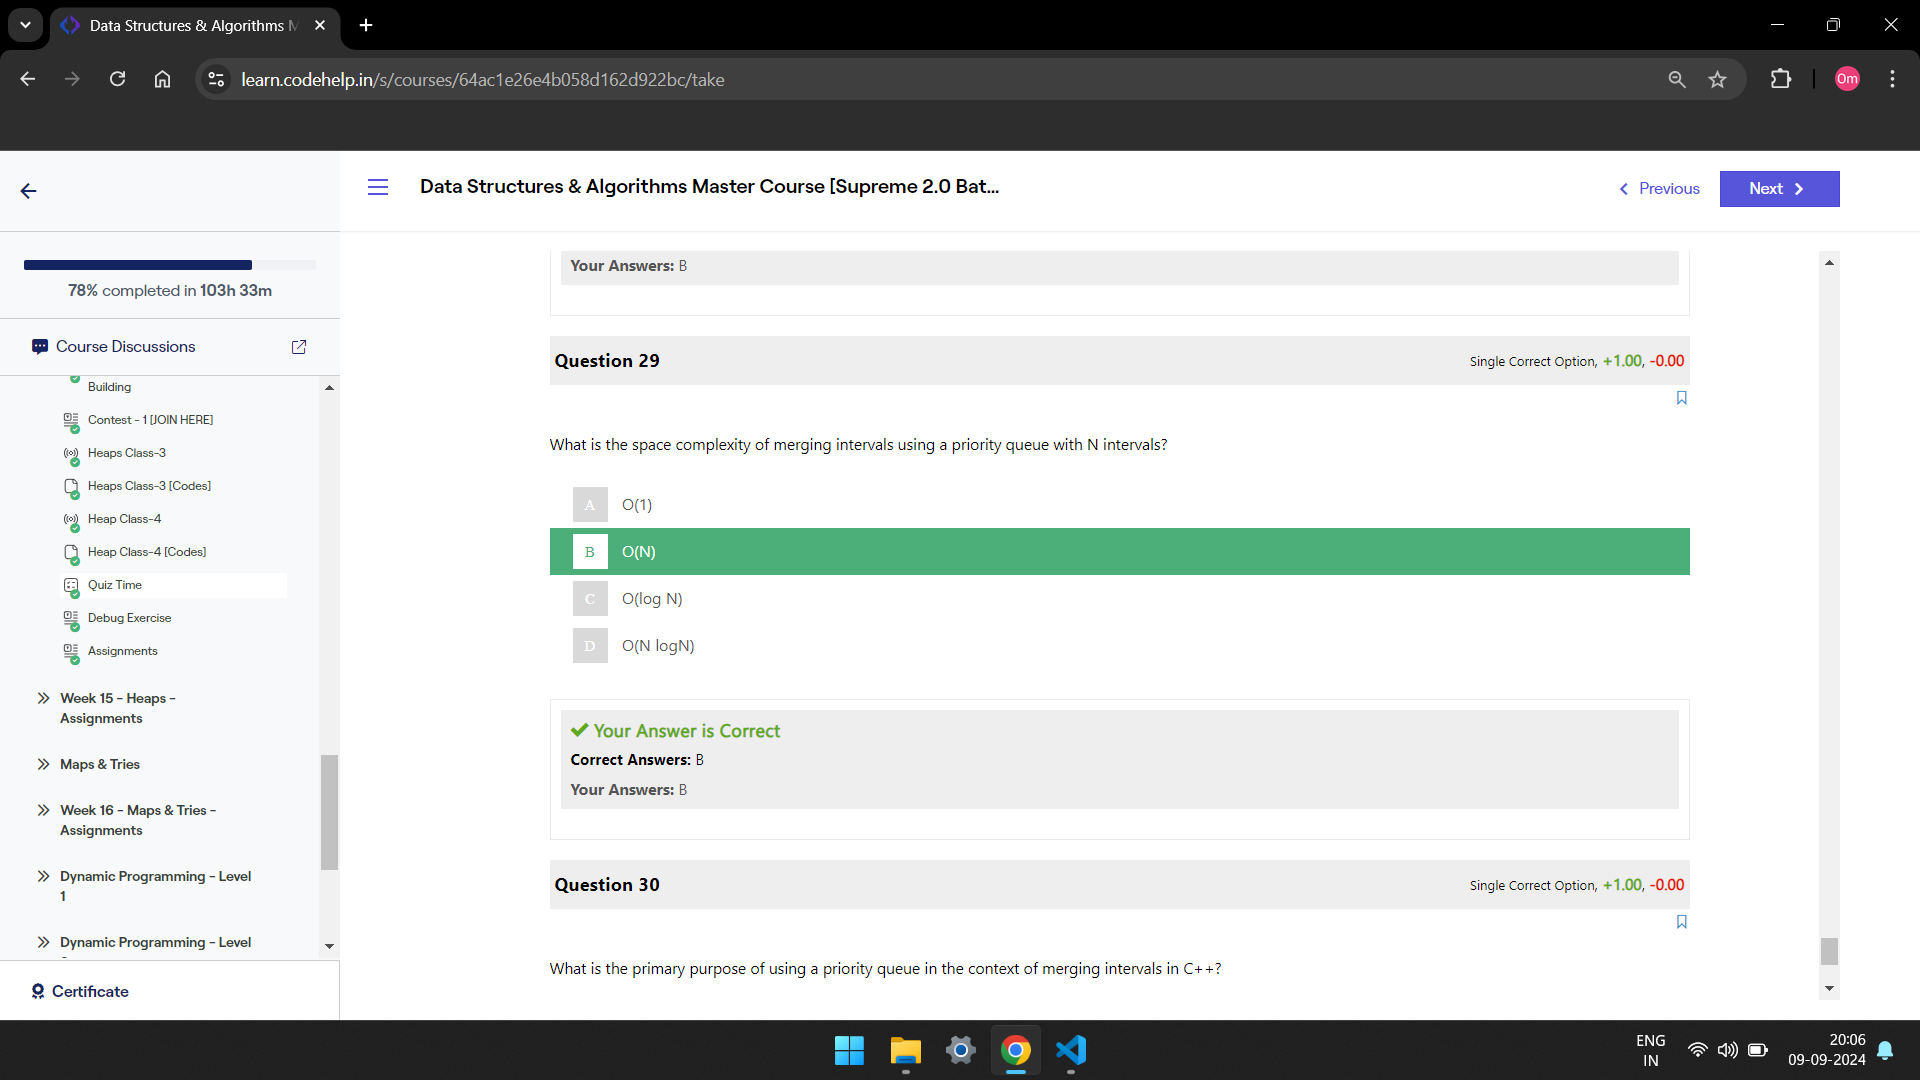 Data Structures & Algorithms M
learn.codehelp.in/s/courses/64ac1e26e4b058d162d922bc/take
Om
Data Structures & Algorithms Master Course [Supreme 2.0 Bat...
Previous
Next
78% completed in 103h 33m
Course Discussions
Building
Contest - 1 [JOIN HERE]
Heaps Class-3
Heaps Class-3 [Codes]
Heap Class-4
Heap Class-4 [Codes]
Quiz Time
Debug Exercise
Assignments
Week 15 - Heaps -
Assignments
Maps & Tries
Week 16 - Maps & Tries -
Assignments
Dynamic Programming - Level
1
Dynamic Programming - Level
Certificate
Your Answers: B
Question 29
Single Correct Option, +1.00, -0.00
What is the space complexity of merging intervals using a priority queue with N intervals?
A O(1)
B O(N)
C O(log N)
D O(N logN)
Your Answer is Correct
Correct Answers: B
Your Answers: B
Question 30
Single Correct Option, +1.00, -0.00
What is the primary purpose of using a priority queue in the context of merging intervals in C++?
ENG
IN
20:06
09-09-2024